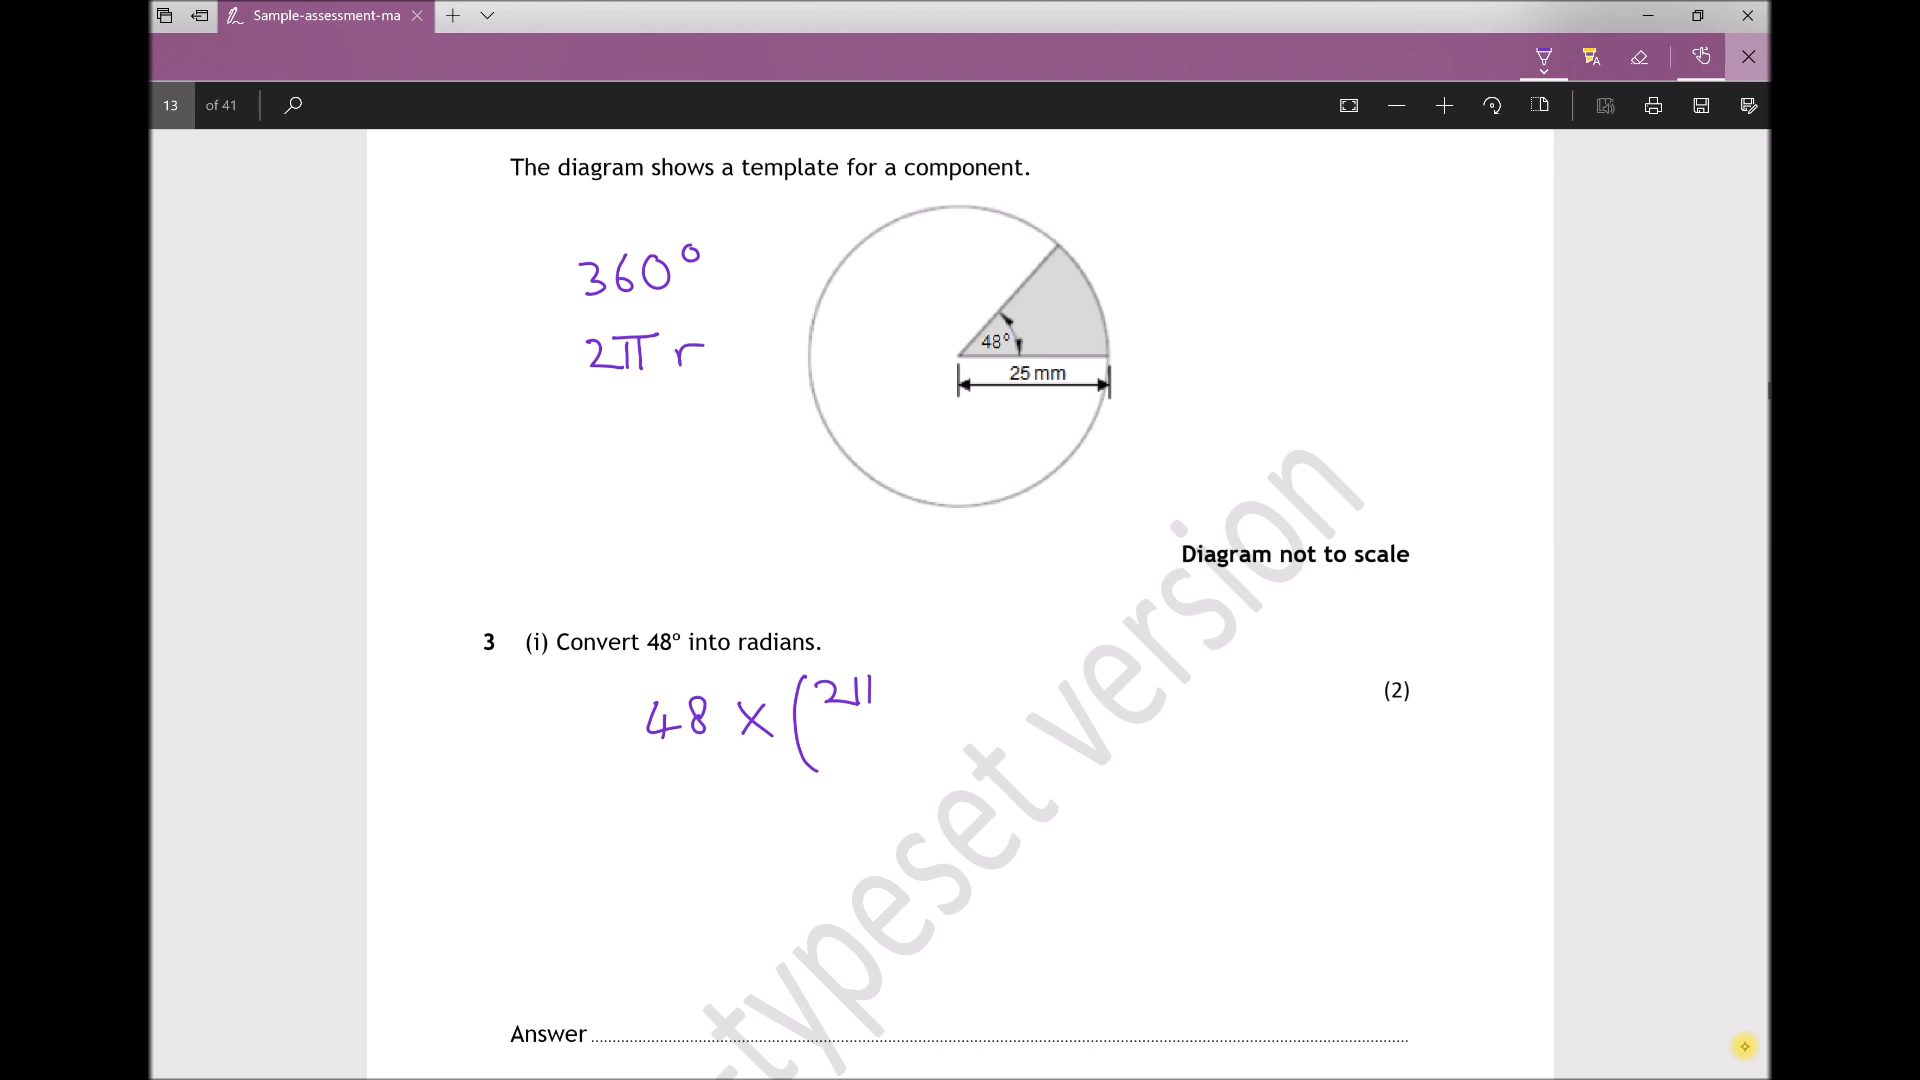 Sample-assessment-ma
13 of 41
The diagram shows a template for a component.
360°
2π r
48°
25 mm
Diagram not to scale
3 (i) Convert 48° into radians.
(2)
48 × (2π
Answer
typeset version